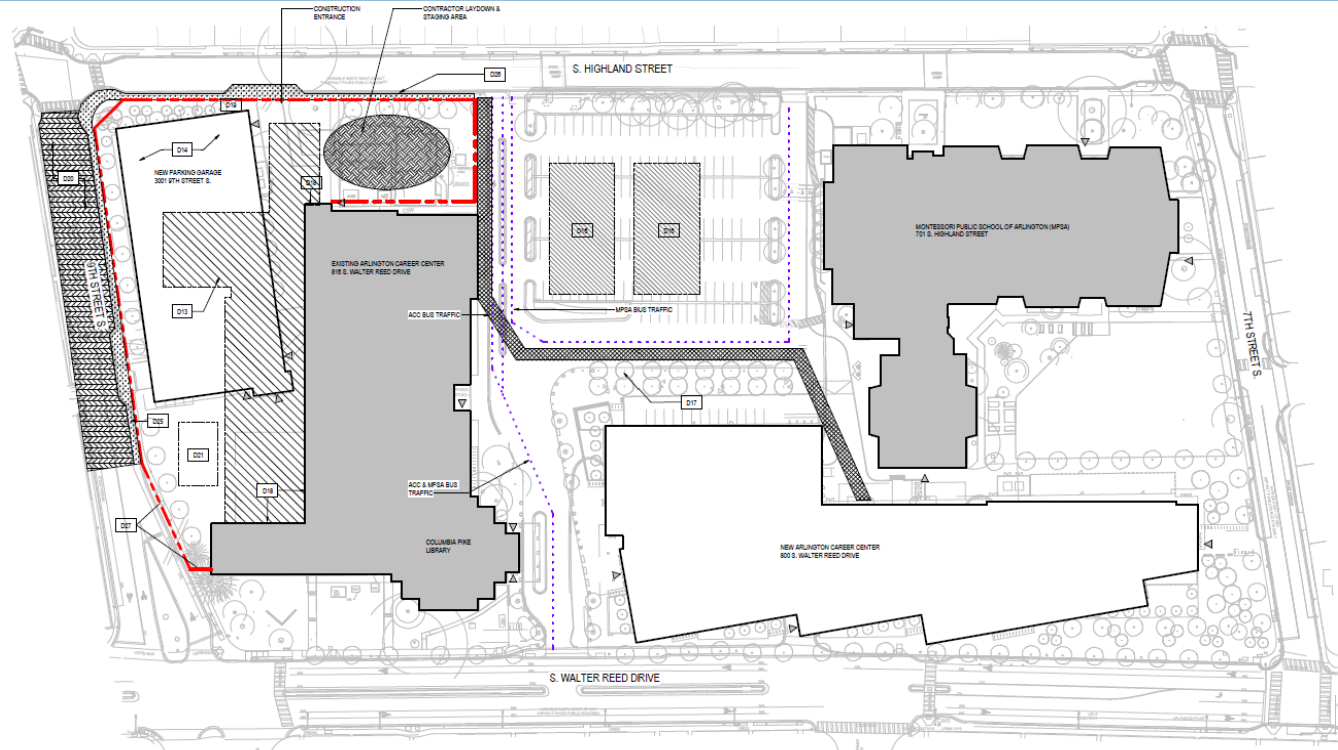 CONSTRUCTION
ENTRANCE
CONTRACTOR LAYDOWN &
STAGING AREA
S. HIGHLAND STREET
D26
D19
D14
NEW PARKING GARAGE
3001 9TH STREET S.
D20
D16
D16
MONTESSORI PUBLIC SCHOOL OF ARLINGTON (MPSA)
701 S. HIGHLAND STREET
EXISTING ARLINGTON CAREER CENTER
816 S. WALTER REED DRIVE
9TH STREET S.
D13
ACC BUS TRAFFIC
MPSA BUS TRAFFIC
7TH STREET S.
D17
D25
D21
ACC & MPSA BUS
TRAFFIC
D18
D27
COLUMBIA PIKE
LIBRARY
NEW ARLINGTON CAREER CENTER
800 S. WALTER REED DRIVE
S. WALTER REED DRIVE